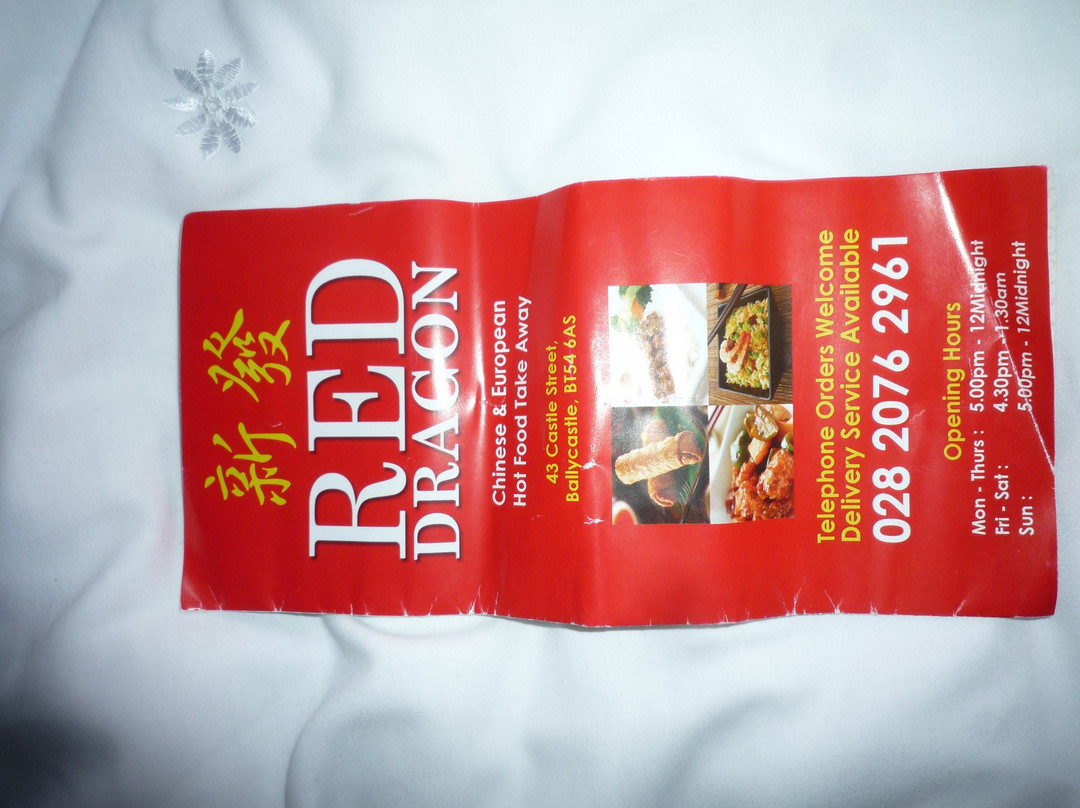 新發
RED
DRAGON
Chinese & European
Hot Food Take Away
43 Castle Street,
Ballycastle, BT54 6AS
Telephone Orders Welcome
Delivery Service Available
028 2076 2961
Opening Hours
Mon - Thurs : 5.00pm - 12Midnight
Fri - Sat : 4.30pm - 1.30am
Sun : 5.00pm - 12Midnight